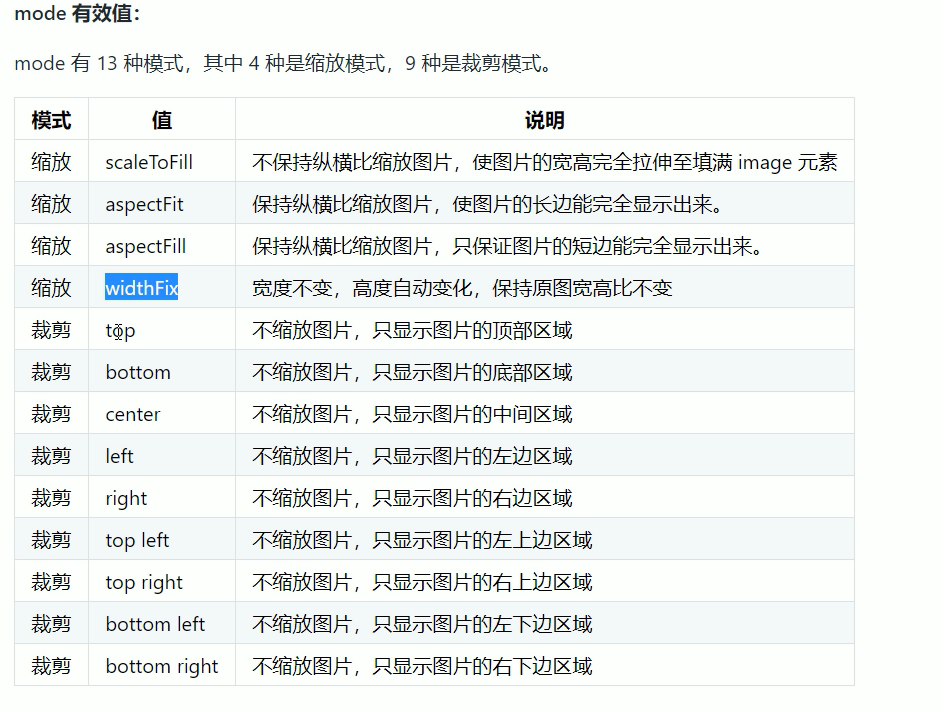 mode 有效值：
mode 有 13 种模式，其中 4 种是缩放模式，9 种是裁剪模式。
模式 值 说明
缩放 scaleToFill 不保持纵横比缩放图片，使图片的宽高完全拉伸至填满 image 元素
缩放 aspectFit 保持纵横比缩放图片，使图片的长边能完全显示出来。
缩放 aspectFill 保持纵横比缩放图片，只保证图片的短边能完全显示出来。
缩放 widthFix 宽度不变，高度自动变化，保持原图宽高比不变
裁剪 top 不缩放图片，只显示图片的顶部区域
裁剪 bottom 不缩放图片，只显示图片的底部区域
裁剪 center 不缩放图片，只显示图片的中间区域
裁剪 left 不缩放图片，只显示图片的左边区域
裁剪 right 不缩放图片，只显示图片的右边区域
裁剪 top left 不缩放图片，只显示图片的左上边区域
裁剪 top right 不缩放图片，只显示图片的右上边区域
裁剪 bottom left 不缩放图片，只显示图片的左下边区域
裁剪 bottom right 不缩放图片，只显示图片的右下边区域